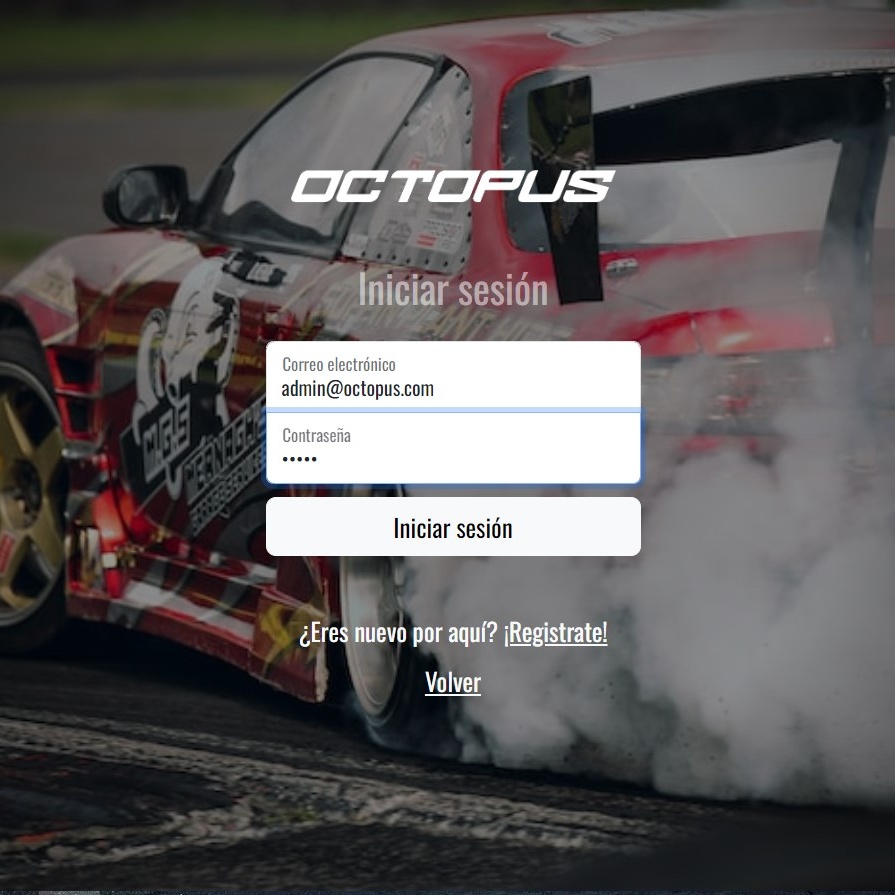 OCTOPUS
Iniciar sesión
Correo electrónico
admin@octopus.com
Contraseña
•••••
Iniciar sesión
¿Eres nuevo por aquí? ¡Registrate!
Volver